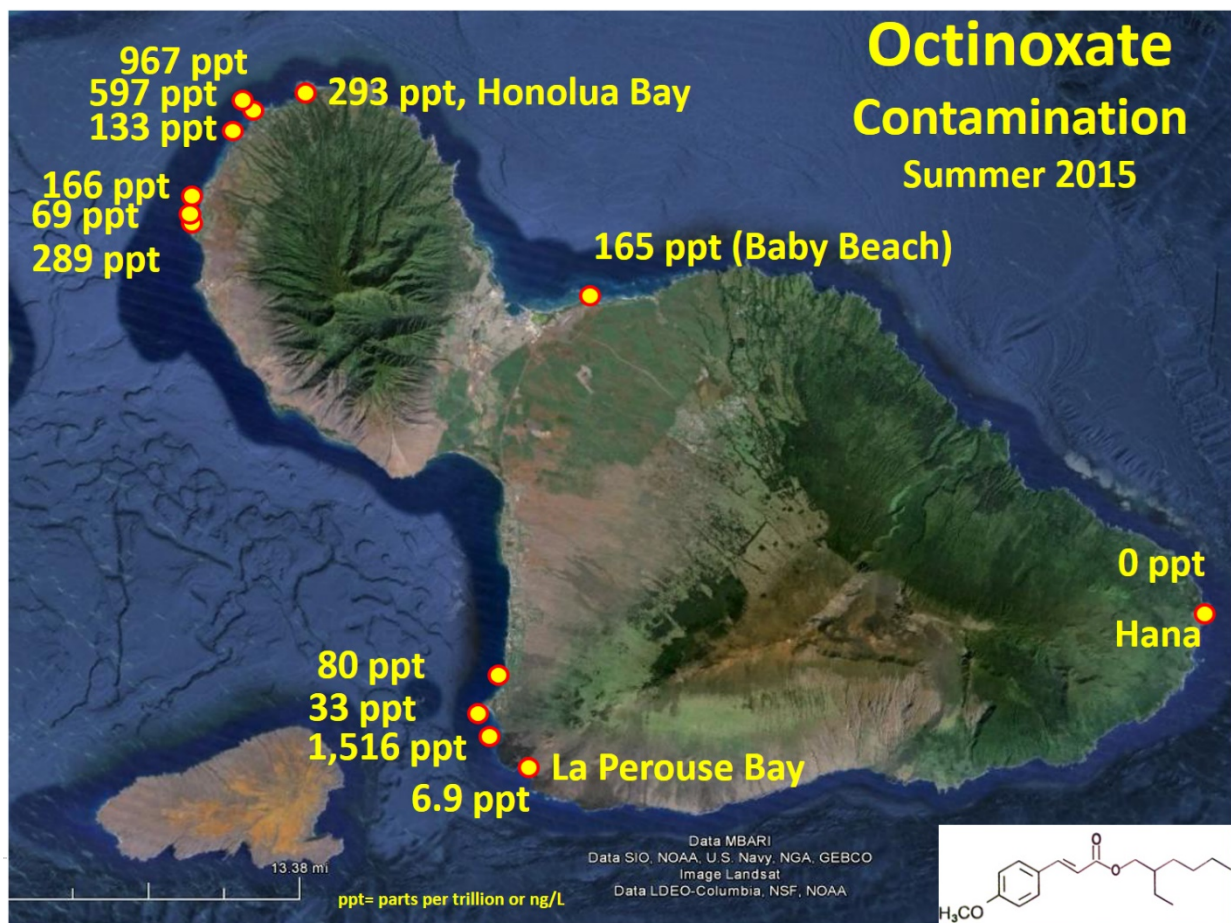 Octinoxate
Contamination
Summer 2015
967 ppt
597 ppt
133 ppt
293 ppt, Honolua Bay
166 ppt
69 ppt
289 ppt
165 ppt (Baby Beach)
0 ppt
Hana
80 ppt
33 ppt
1,516 ppt
La Perouse Bay
6.9 ppt
13.38 mi
ppt= parts per trillion or ng/L
Data MBARI
Data SIO, NOAA, U.S. Navy, NGA, GEBCO
Image Landsat
Data LDEO-Columbia, NSF, NOAA
O
O
H₃CO